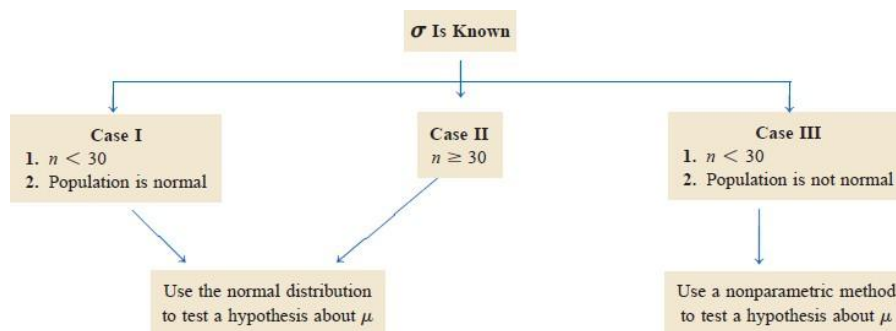 σ Is Known
Case I
1. n < 30
2. Population is normal
Case II
n ≥ 30
Case III
1. n < 30
2. Population is not normal
Use the normal distribution
to test a hypothesis about μ
Use a nonparametric method
to test a hypothesis about μ